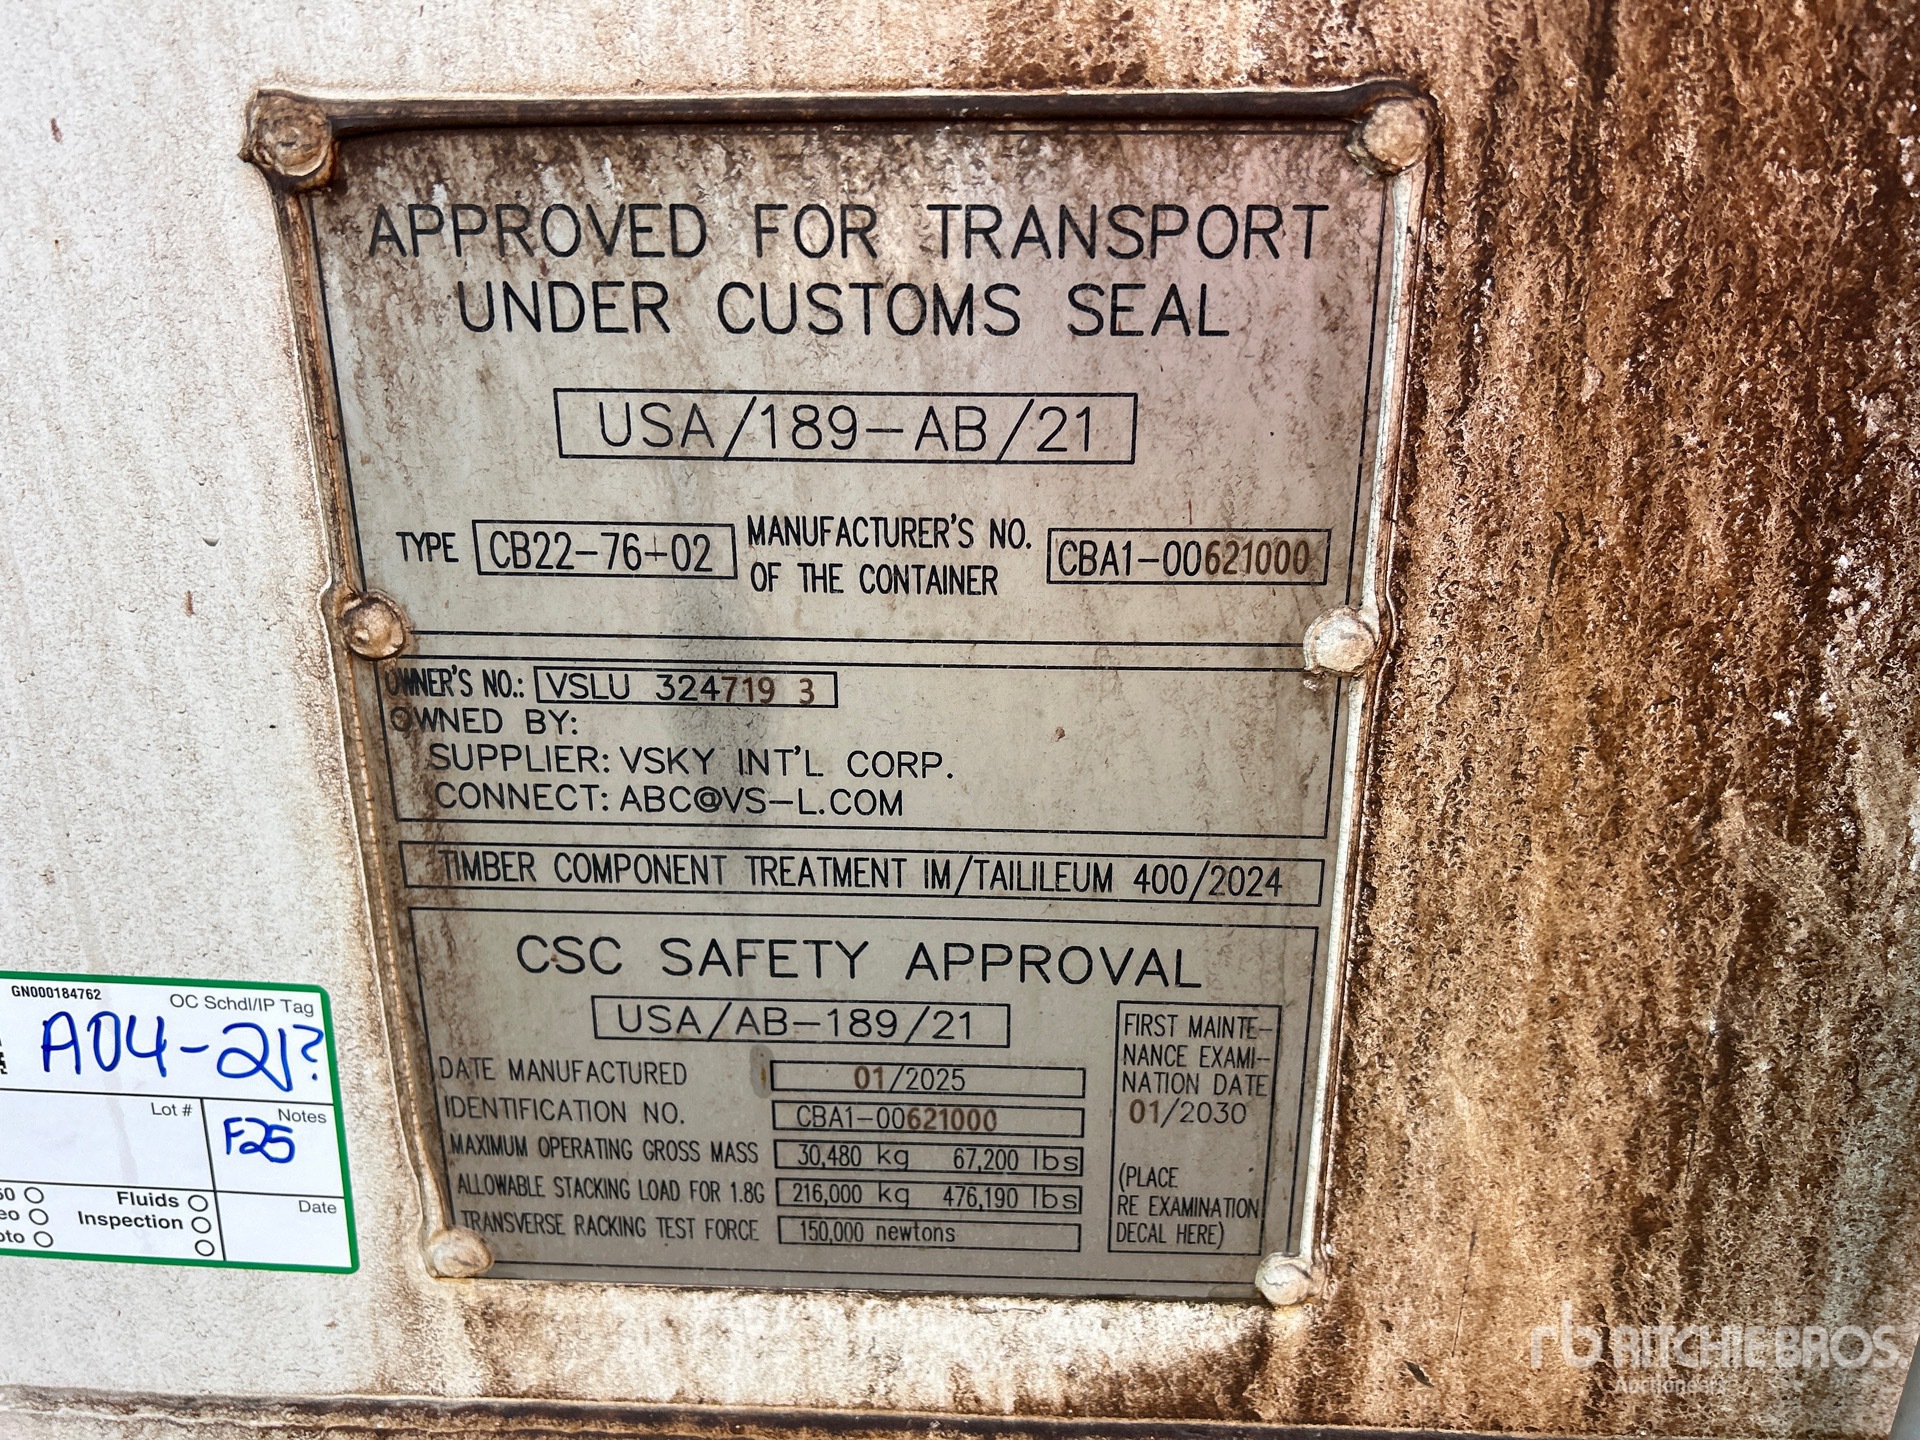 APPROVED FOR TRANSPORT
UNDER CUSTOMS SEAL
USA/189-AB/21
TYPE CB22-76-02 MANUFACTURER'S NO. OF THE CONTAINER CBA1-00621000
OWNER'S NO.: VSLU 324719 3
OWNED BY:
SUPPLIER: VSKY INT'L CORP.
CONNECT: ABC@VS-L.COM
TIMBER COMPONENT TREATMENT IM/TAILILEUM 400/2024
CSC SAFETY APPROVAL
USA/AB-189/21
DATE MANUFACTURED 01/2025
IDENTIFICATION NO. CBA1-00621000
MAXIMUM OPERATING GROSS MASS 30,480 kg 67,200 lbs
ALLOWABLE STACKING LOAD FOR 1.8G 216,000 kg 476,190 lbs
TRANSVERSE RACKING TEST FORCE 150,000 newtons
FIRST MAINTE-
NANCE EXAMI-
NATION DATE
01/2030
(PLACE
RE EXAMINATION
DECAL HERE)
GN000184762
OC Schdl/IP Tag
A04-21?
Lot #
Notes
F25
Fluids
Inspection
Date
rb RITCHIE BROS.
Auctioneers